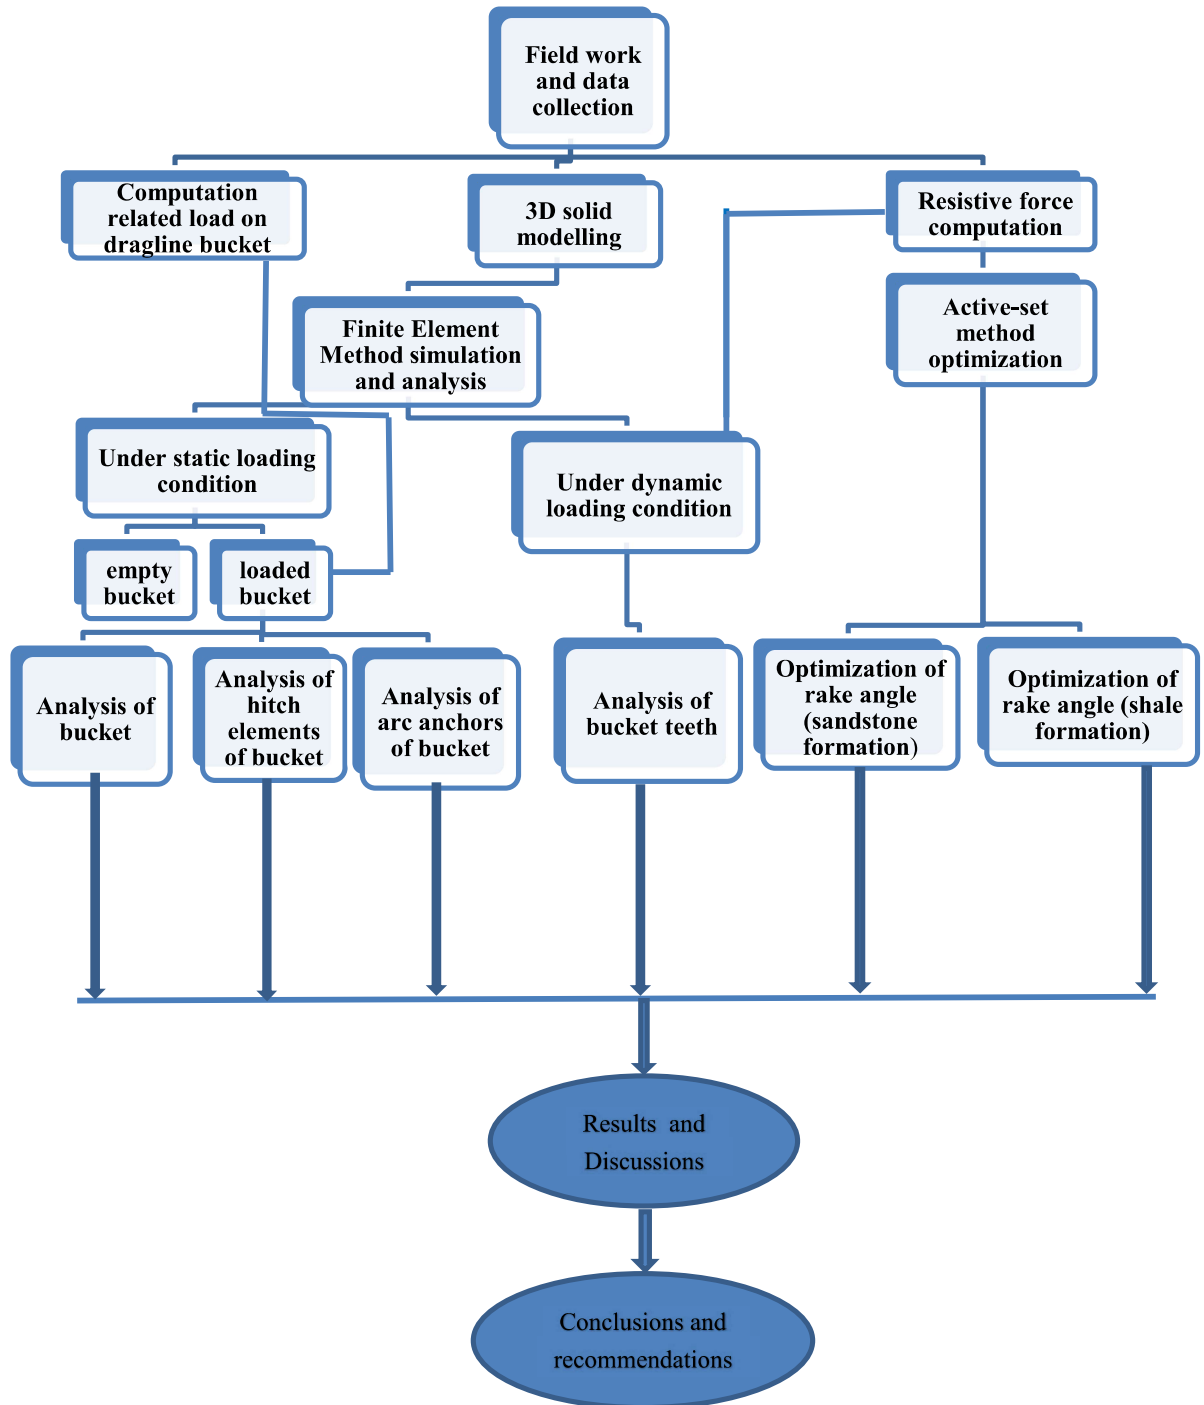 Field work
and data
collection
Computation
related load on
dragline bucket
3D solid
modelling
Resistive force
computation
Finite Element
Method simulation
and analysis
Active-set
method
optimization
Under static loading
condition
Under dynamic
loading condition
empty
bucket
loaded
bucket
Analysis of
bucket
Analysis of
hitch
elements
of bucket
Analysis of
arc anchors
of bucket
Analysis of
bucket teeth
Optimization of
rake angle
(sandstone
formation)
Optimization of
rake angle (shale
formation)
Results and
Discussions
Conclusions and
recommendations